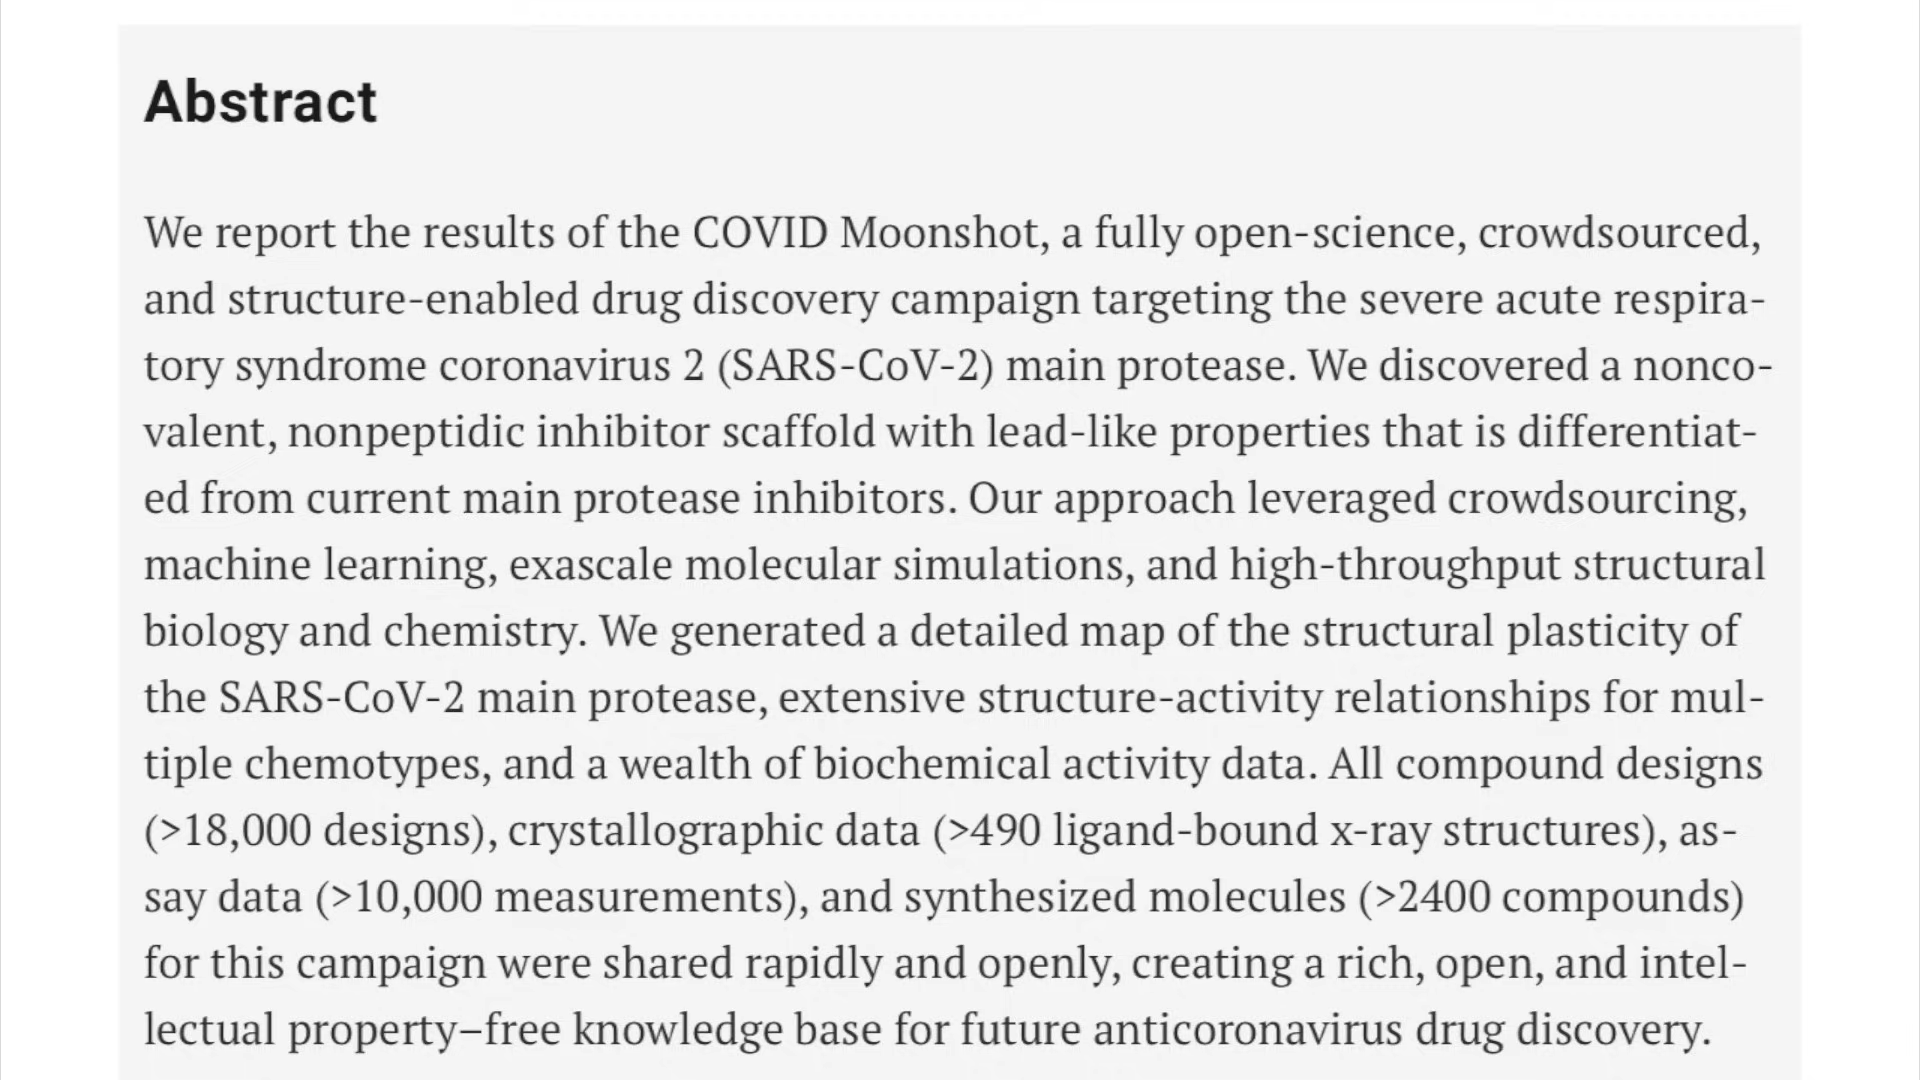 Abstract
We report the results of the COVID Moonshot, a fully open-science, crowdsourced,
and structure-enabled drug discovery campaign targeting the severe acute respira-
tory syndrome coronavirus 2 (SARS-CoV-2) main protease. We discovered a nonco-
valent, nonpeptidic inhibitor scaffold with lead-like properties that is differentiat-
ed from current main protease inhibitors. Our approach leveraged crowdsourcing,
machine learning, exascale molecular simulations, and high-throughput structural
biology and chemistry. We generated a detailed map of the structural plasticity of
the SARS-CoV-2 main protease, extensive structure-activity relationships for mul-
tiple chemotypes, and a wealth of biochemical activity data. All compound designs
(>18,000 designs), crystallographic data (>490 ligand-bound x-ray structures), as-
say data (>10,000 measurements), and synthesized molecules (>2400 compounds)
for this campaign were shared rapidly and openly, creating a rich, open, and intel-
lectual property–free knowledge base for future anticoronavirus drug discovery.